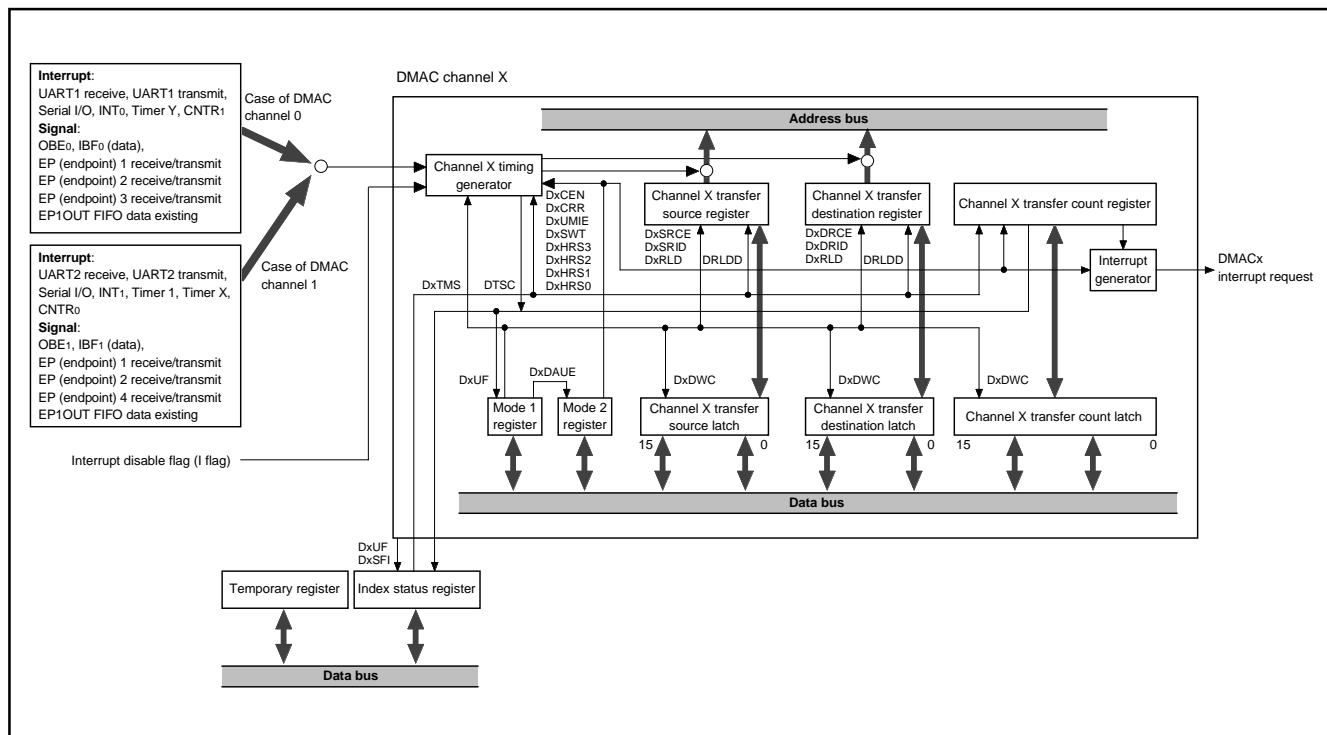 Interrupt:
UART1 receive, UART1 transmit,
Serial I/O, INT0, Timer Y, CNTR1
Signal:
OBE0, IBF0 (data),
EP (endpoint) 1 receive/transmit
EP (endpoint) 2 receive/transmit
EP (endpoint) 3 receive/transmit
EP1OUT FIFO data existing
Interrupt:
UART2 receive, UART2 transmit,
Serial I/O, INT1, Timer 1, Timer X,
CNTR0
Signal:
OBE1, IBF1 (data),
EP (endpoint) 1 receive/transmit
EP (endpoint) 2 receive/transmit
EP (endpoint) 4 receive/transmit
EP1OUT FIFO data existing
Case of DMAC
channel 0
Case of DMAC
channel 1
Interrupt disable flag (I flag)
DMAC channel X
Address bus
Channel X timing
generator
DxCEN
DxCRR
DxUMIE
DxSWT
DxHRS3
DxHRS2
DxHRS1
DxHRS0
Channel X transfer
source register
DxSRCE
DxSRID
DxRLD
DRLDD
Channel X transfer
destination register
DxDRCE
DxDRID
DxRLD
DRLDD
Channel X transfer count register
Interrupt
generator
DMACx
interrupt request
DxTMS
DTSC
DxUF
DxDAUE
DxDWC
DxDWC
DxDWC
Mode 1
register
Mode 2
register
Channel X transfer
source latch
Channel X transfer
destination latch
Channel X transfer count latch
15 0
15 0
15 0
Data bus
DxUF
DxSFI
Temporary register
Index status register
Data bus